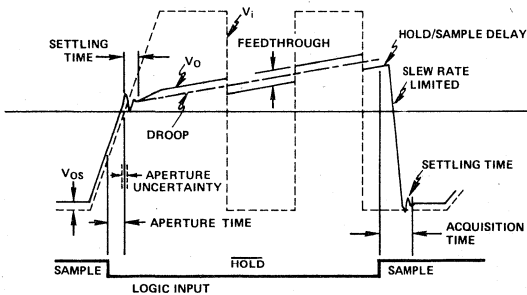 Vi
SETTLING
TIME
VO
FEEDTHROUGH
HOLD/SAMPLE DELAY
SLEW RATE
LIMITED
DROOP
VOS
APERTURE
UNCERTAINTY
SETTLING TIME
APERTURE TIME
ACQUISITION
TIME
SAMPLE
HOLD
SAMPLE
LOGIC INPUT